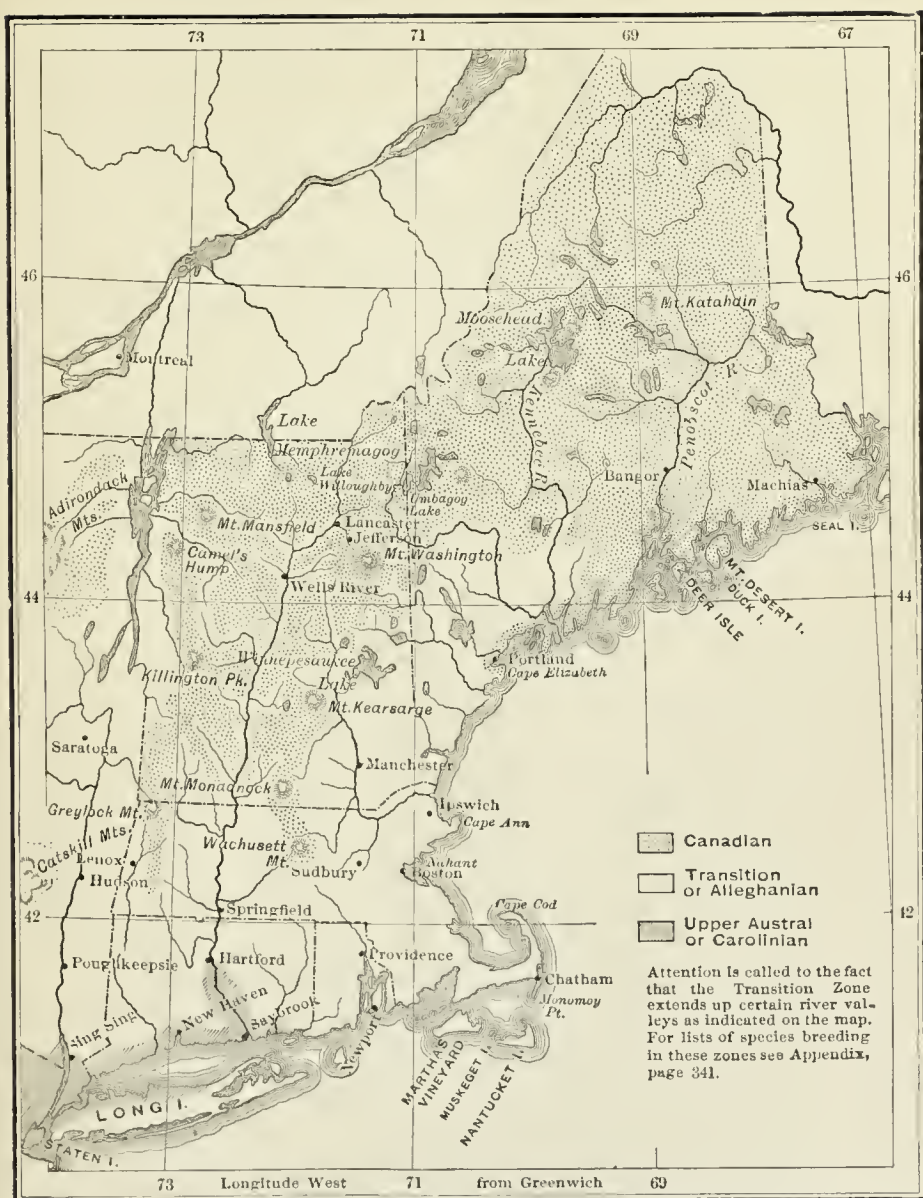 73 71 69 67
46
Mt.Katahdin
Moosehead
Lake
Montreal
Kennebec R.
Penobscot R.
Lake
Memphremagog
Lake
Willoughby
Umbagog
Lake
Bangor
Machias
SEAL I.
Adirondack
Mts.
Mt.Mansfield
Lancaster
Jefferson
Mt.Washington
Camel's
Hump
Wells River
MT. DESERT I.
DUCK I.
DEER ISLE
44 44
Portland
Cape Elizabeth
Winnepesaukee
Lake
Killington Pk.
Mt.Kearsarge
Saratoga
Manchester
Mt.Monadnock
Ipswich
Cape Ann
Greylock Mt.
Catskill Mts.
Wachusett
Mt.
Lenox
Hudson
Sudbury
Nahant
Boston
Canadian
Transition
or Alleghanian
Upper Austral
or Carolinian
Attention is called to the fact
that the Transition Zone
extends up certain river val-
leys as indicated on the map.
For lists of species breeding
in these zones see Appendix,
page 341.
42 42
Springfield
Cape Cod
Poughkeepsie
Hartford
Providence
Chatham
Monomoy
Pt.
Sing Sing
New Haven
Saybrook
Newport
MARTHAS
VINEYARD
MUSKEGET I.
NANTUCKET I.
LONG I.
STATEN I.
73 Longitude West 71 from Greenwich 69